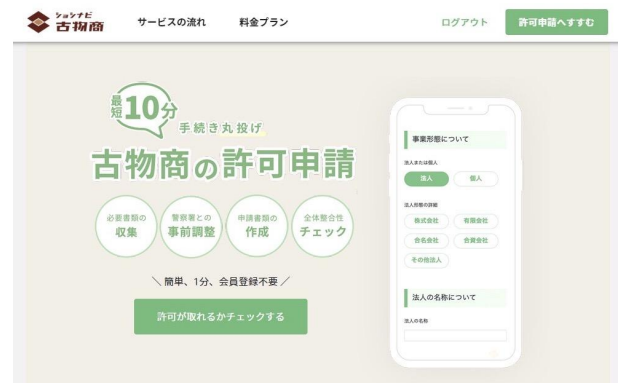 ショシナビ
古物商
サービスの流れ
料金プラン
ログアウト
許可申請へすすむ
最短10分
手続き丸投げ
古物商の許可申請
必要書類の
収集
警察署との
事前調整
申請書類の
作成
全体整合性
チェック
＼ 簡単、1分、会員登録不要 ／
許可が取れるかチェックする
事業形態について
法人または個人
法人
個人
法人形態の詳細
株式会社
有限会社
合名会社
合資会社
その他法人
法人の名称について
法人の名称